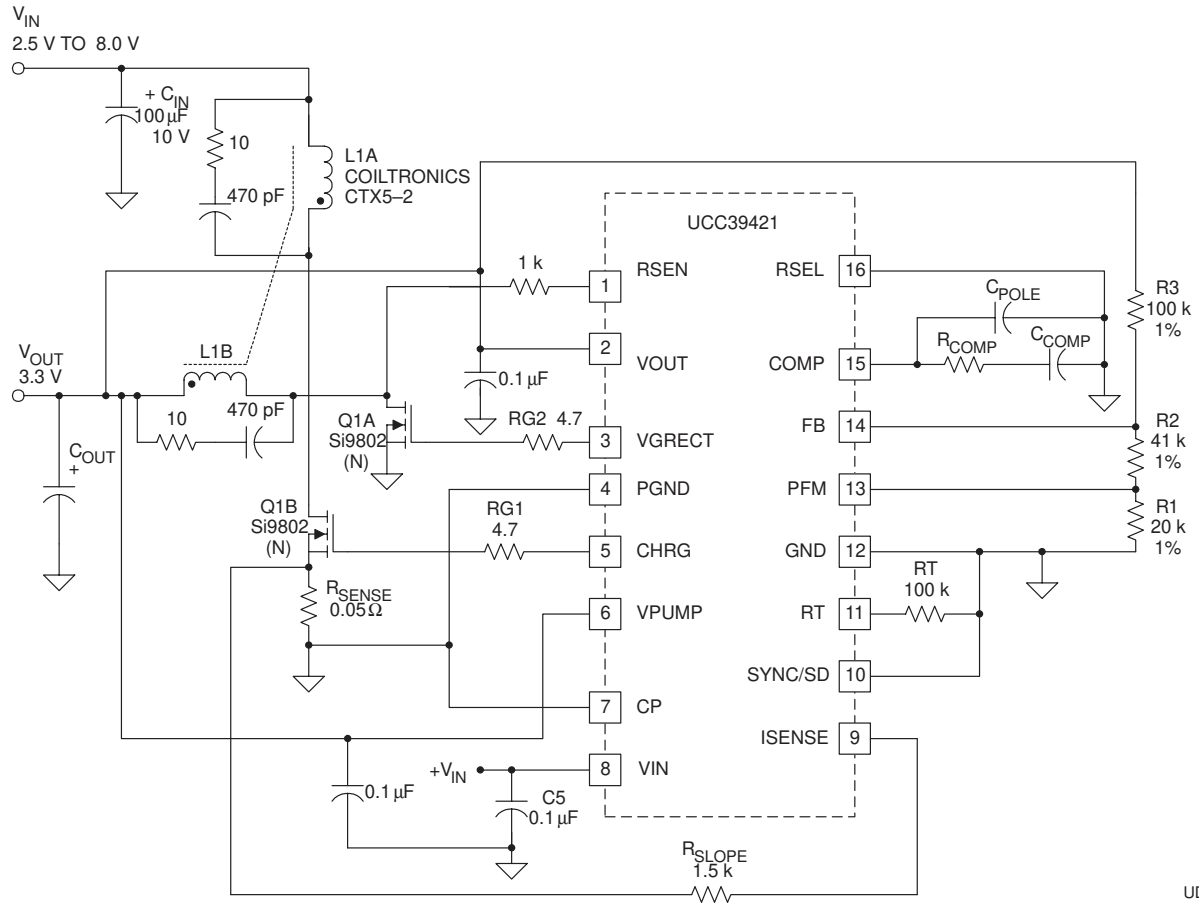 VIN
2.5 V TO 8.0 V
+ CIN
100 µF
10 V
10
470 pF
L1A
COILTRONICS
CTX5–2
UCC39421
1 k
1
RSEN
RSEL
16
CPOLE
R3
100 k
1%
VOUT
3.3 V
L1B
2
VOUT
0.1 µF
COMP
15
RCOMP
CCOMP
10
470 pF
Q1A
Si9802
(N)
RG2 4.7
3
VGRECT
FB
14
R2
41 k
1%
COUT
+
4
PGND
PFM
13
Q1B
Si9802
(N)
RG1
4.7
5
CHRG
GND
12
R1
20 k
1%
RSENSE
0.05 Ω
6
VPUMP
RT
11
RT
100 k
SYNC/SD
10
7
CP
ISENSE
9
+VIN
8
VIN
0.1 µF
C5
0.1 µF
RSLOPE
1.5 k
UD